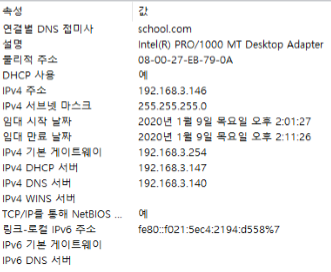 속성 값
연결별 DNS 접미사 school.com
설명 Intel(R) PRO/1000 MT Desktop Adapter
물리적 주소 08-00-27-EB-79-0A
DHCP 사용 예
IPv4 주소 192.168.3.146
IPv4 서브넷 마스크 255.255.255.0
임대 시작 날짜 2020년 1월 9일 목요일 오후 2:01:27
임대 만료 날짜 2020년 1월 9일 목요일 오후 2:11:26
IPv4 기본 게이트웨이 192.168.3.254
IPv4 DHCP 서버 192.168.3.147
IPv4 DNS 서버 192.168.3.140
IPv4 WINS 서버
TCP/IP를 통해 NetBIOS ... 예
링크-로컬 IPv6 주소 fe80::f021:5ec4:2194:d558%7
IPv6 기본 게이트웨이
IPv6 DNS 서버